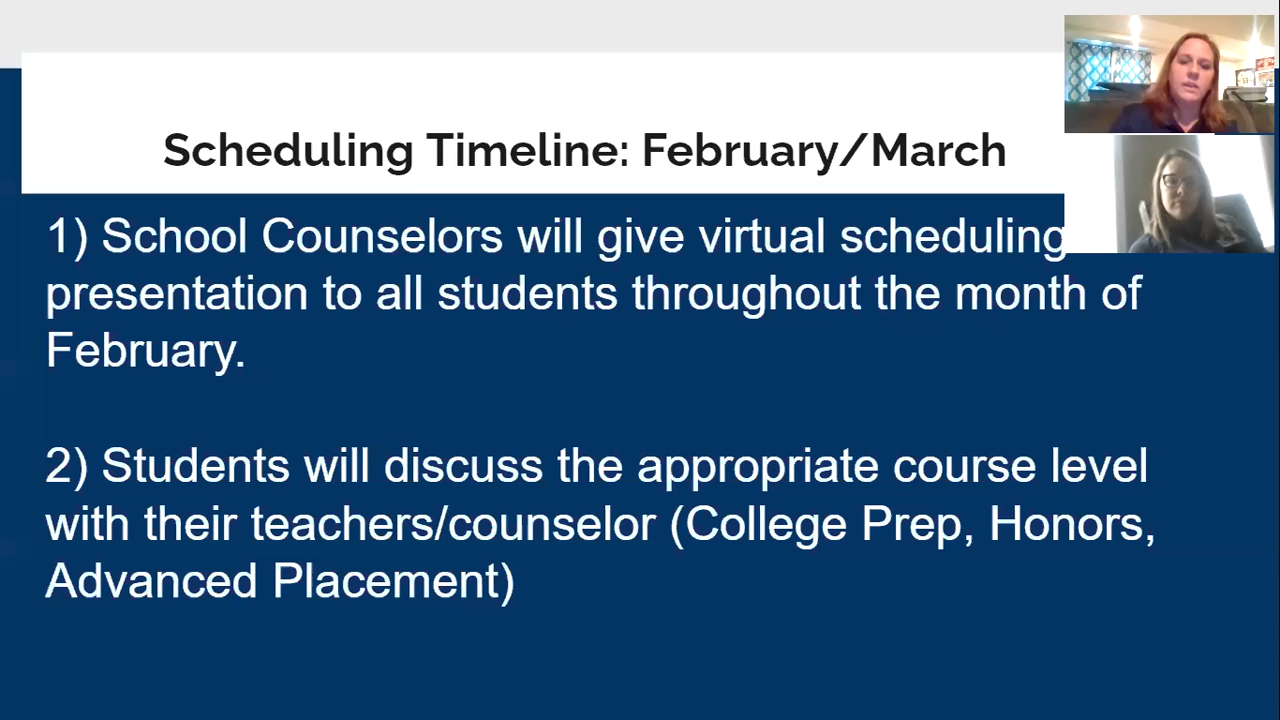 Scheduling Timeline: February/March
1) School Counselors will give virtual scheduling
presentation to all students throughout the month of
February.
2) Students will discuss the appropriate course level
with their teachers/counselor (College Prep, Honors,
Advanced Placement)